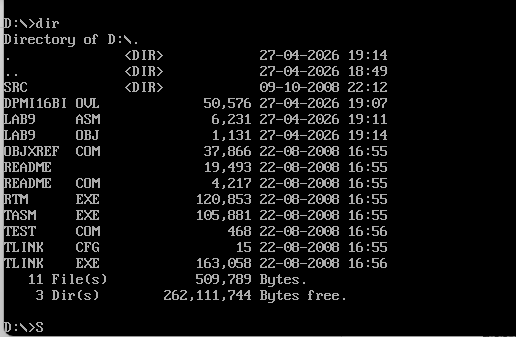 D:\>dir
Directory of D:\.
.              <DIR>            27-04-2026 19:14
..             <DIR>            27-04-2026 18:49
SRC            <DIR>            09-10-2008 22:12
DPMI16BI OVL             50,576 27-04-2026 19:07
LAB9     ASM              6,231 27-04-2026 19:11
LAB9     OBJ              1,131 27-04-2026 19:14
OBJXREF  COM             37,866 22-08-2008 16:55
README                   19,493 22-08-2008 16:55
README   COM              4,217 22-08-2008 16:55
RTM      EXE            120,853 22-08-2008 16:55
TASM     EXE            105,881 22-08-2008 16:55
TEST     COM                468 22-08-2008 16:56
TLINK    CFG                 15 22-08-2008 16:55
TLINK    EXE            163,058 22-08-2008 16:56
   11 File(s)            509,789 Bytes.
    3 Dir(s)         262,111,744 Bytes free.
D:\>S